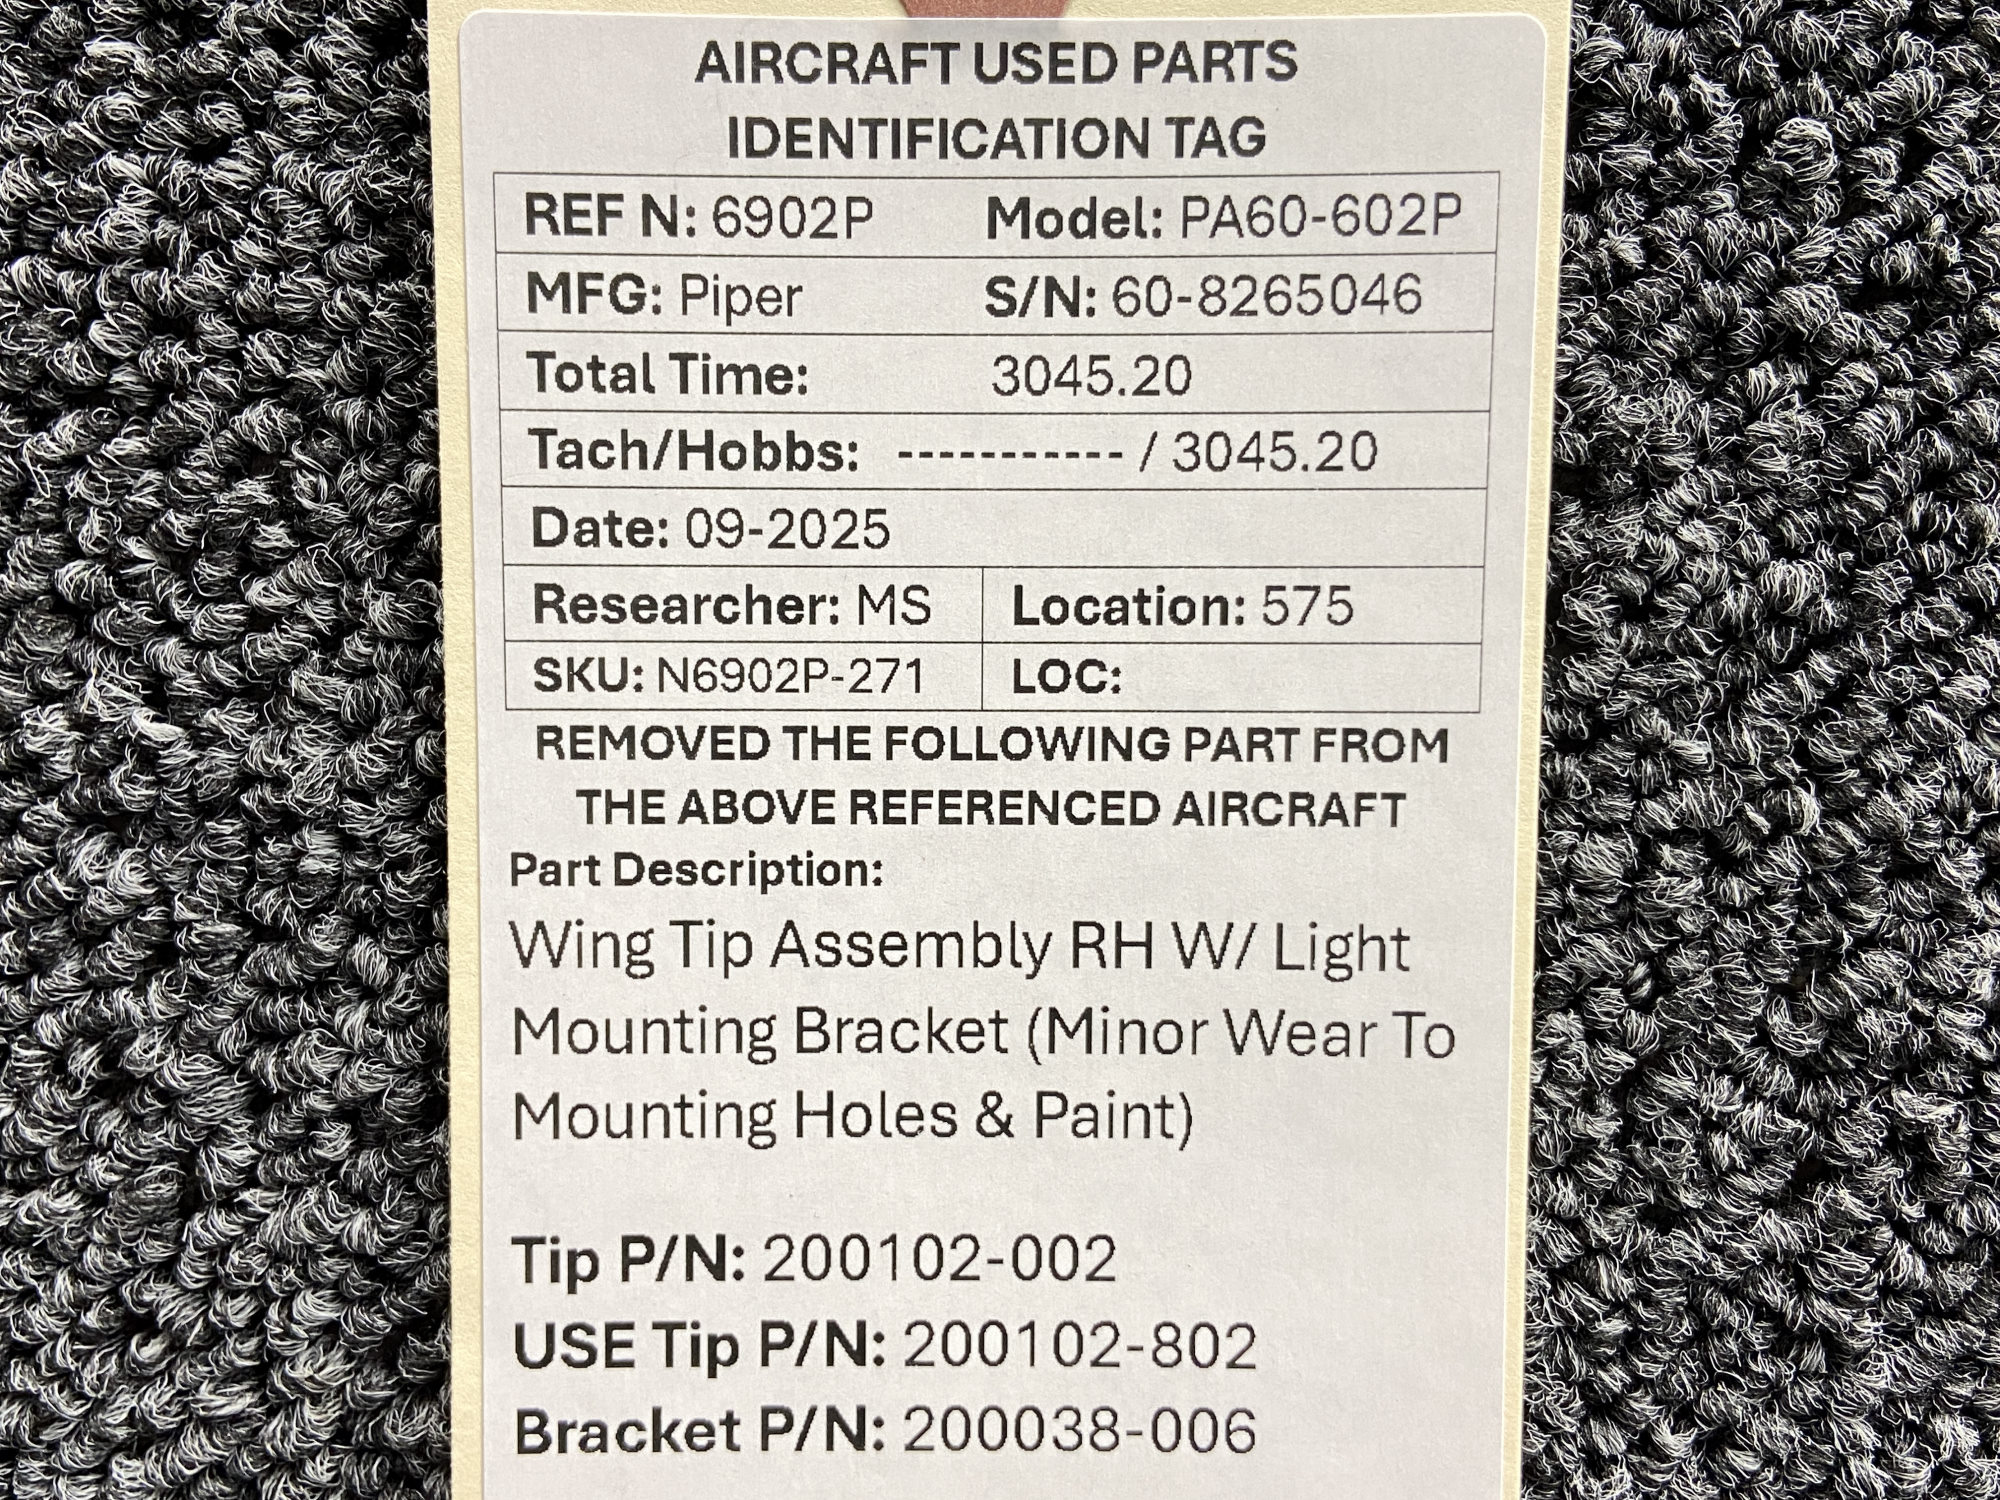 AIRCRAFT USED PARTS
IDENTIFICATION TAG
REF N: 6902P Model: PA60-602P
MFG: Piper S/N: 60-8265046
Total Time: 3045.20
Tach/Hobbs: ----------- / 3045.20
Date: 09-2025
Researcher: MS Location: 575
SKU: N6902P-271 LOC:
REMOVED THE FOLLOWING PART FROM
THE ABOVE REFERENCED AIRCRAFT
Part Description:
Wing Tip Assembly RH W/ Light
Mounting Bracket (Minor Wear To
Mounting Holes & Paint)
Tip P/N: 200102-002
USE Tip P/N: 200102-802
Bracket P/N: 200038-006